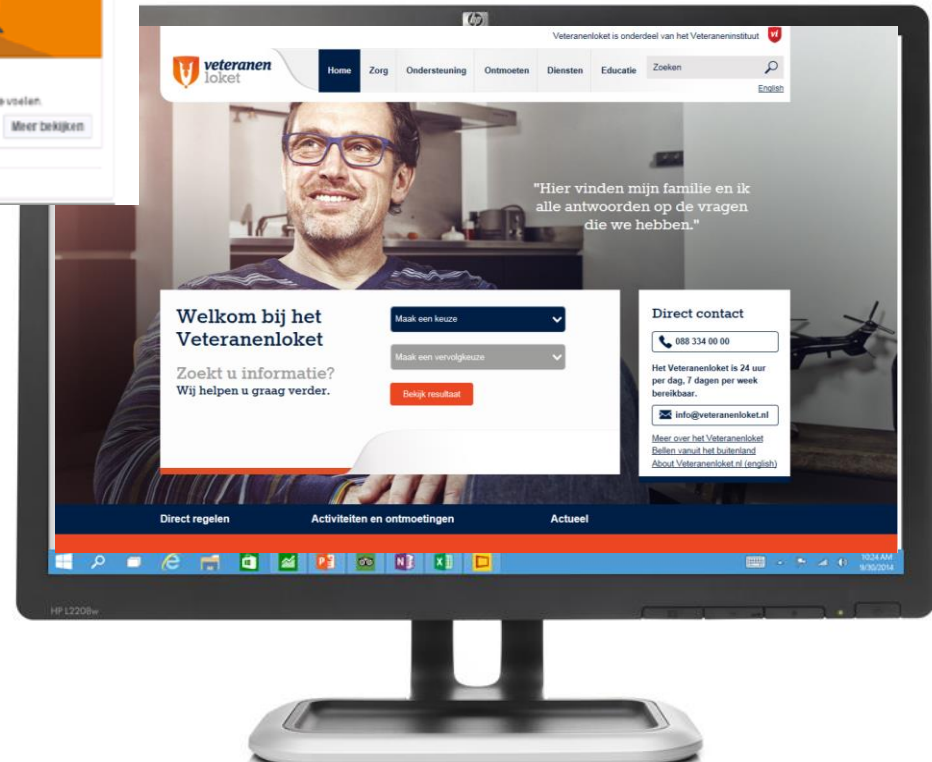 e voelen.
Meer bekijken
hp
Veteranenloket is onderdeel van het Veteraneninstituut
vi
veteranen
loket
Home
Zorg
Ondersteuning
Ontmoeten
Diensten
Educatie
Zoeken
English
"Hier vinden mijn familie en ik
alle antwoorden op de vragen
die we hebben."
Welkom bij het
Veteranenloket
Zoekt u informatie?
Wij helpen u graag verder.
Maak een keuze
Maak een vervolgkeuze
Bekijk resultaat
Direct contact
088 334 00 00
Het Veteranenloket is 24 uur
per dag, 7 dagen per week
bereikbaar.
info@veteranenloket.nl
Meer over het Veteranenloket
Bellen vanuit het buitenland
About Veteranenloket.nl (english)
Direct regelen
Activiteiten en ontmoetingen
Actueel
10:24 AM
9/30/2014
HP L2208w